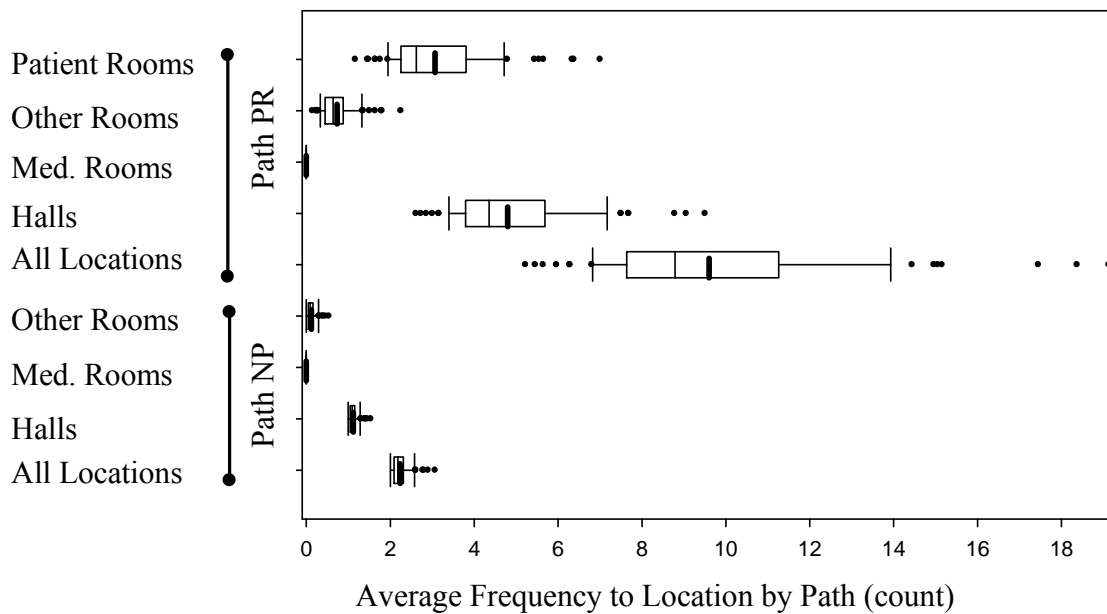 Patient Rooms
Other Rooms
Med. Rooms
Halls
All Locations
Path PR
Other Rooms
Med. Rooms
Halls
All Locations
Path NP
0 2 4 6 8 10 12 14 16 18
Average Frequency to Location by Path (count)